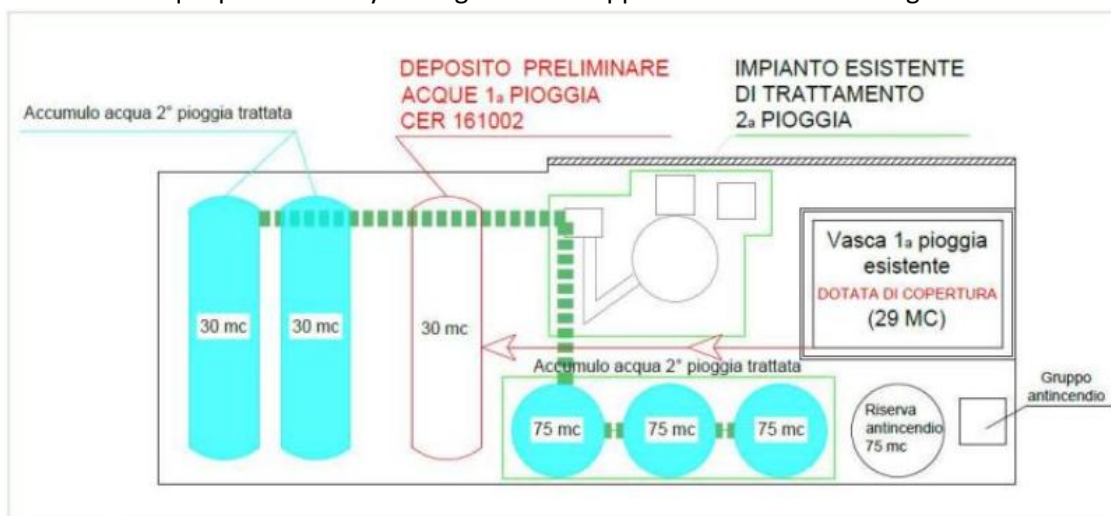 Accumulo acqua 2° pioggia trattata
DEPOSITO PRELIMINARE
ACQUE 1a PIOGGIA
CER 161002
IMPIANTO ESISTENTE
DI TRATTAMENTO
2a PIOGGIA
30 mc
30 mc
30 mc
Vasca 1a pioggia
esistente
DOTATA DI COPERTURA
(29 MC)
Accumulo acqua 2° pioggia trattata
75 mc
75 mc
75 mc
Riserva
antincendio
75 mc
Gruppo
antincendio